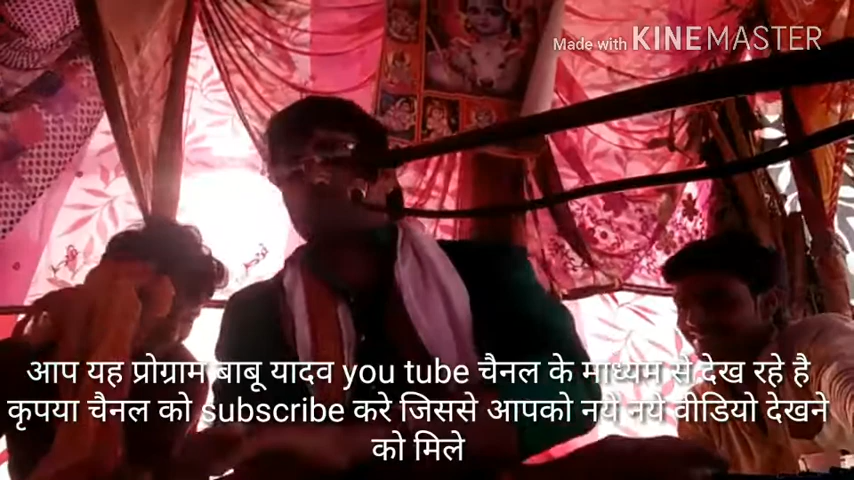 Made with KINEMASTER
आप यह प्रोग्राम बाबू यादव you tube चैनल के माध्यम से देख रहे है
कृपया चैनल को subscribe करे जिससे आपको नये नये वीडियो देखने
को मिले